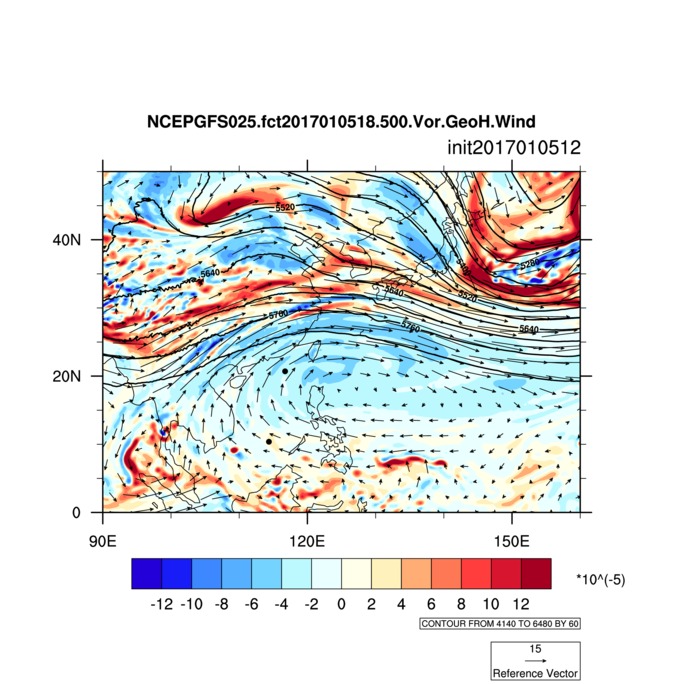 NCEPGFS025.fct2017010518.500.Vor.GeoH.Wind
init2017010512
5520
40N
5280
5640
5640
5520
5700
5760
5640
20N
0
90E 120E 150E
-12 -10 -8 -6 -4 -2 0 2 4 6 8 10 12
*10^(-5)
CONTOUR FROM 4140 TO 6480 BY 60
15
Reference Vector